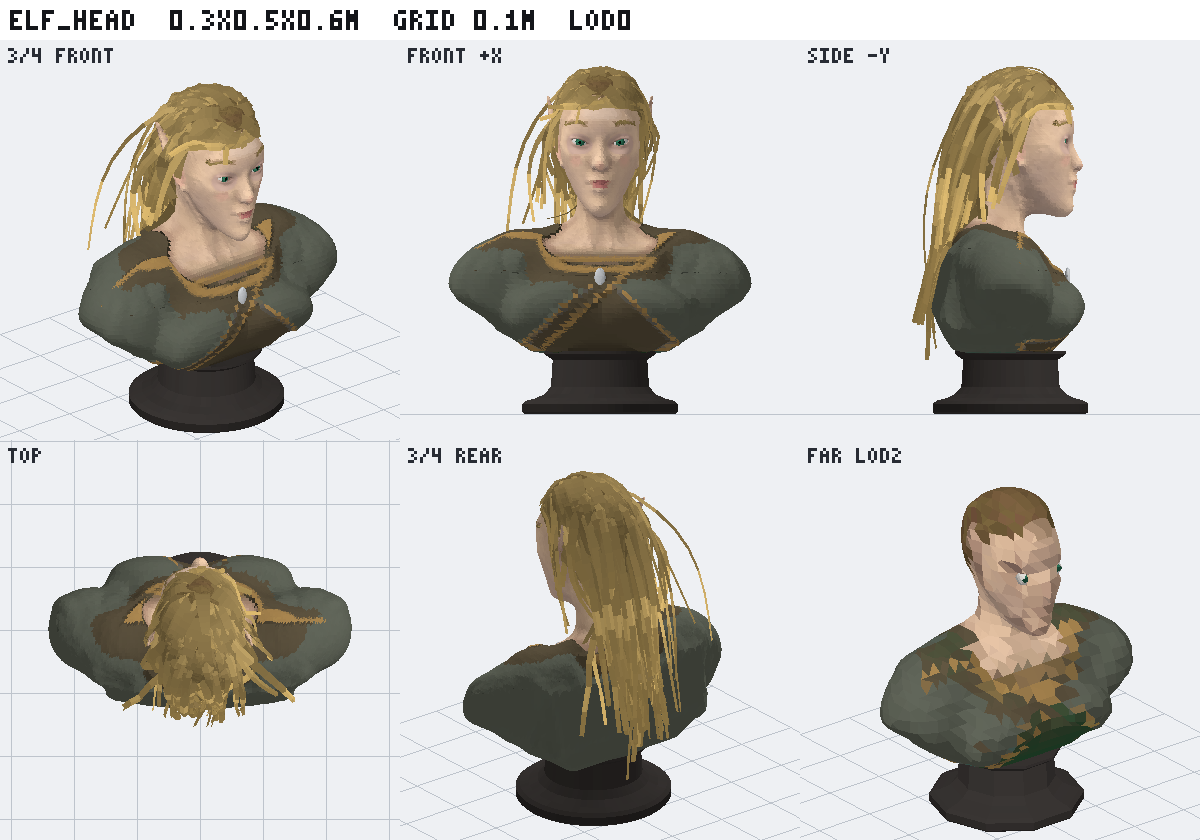 ELF_HEAD 0.3X0.5X0.6M GRID 0.1M LOD0
3/4 FRONT
FRONT +X
SIDE -Y
TOP
3/4 REAR
FAR LOD2